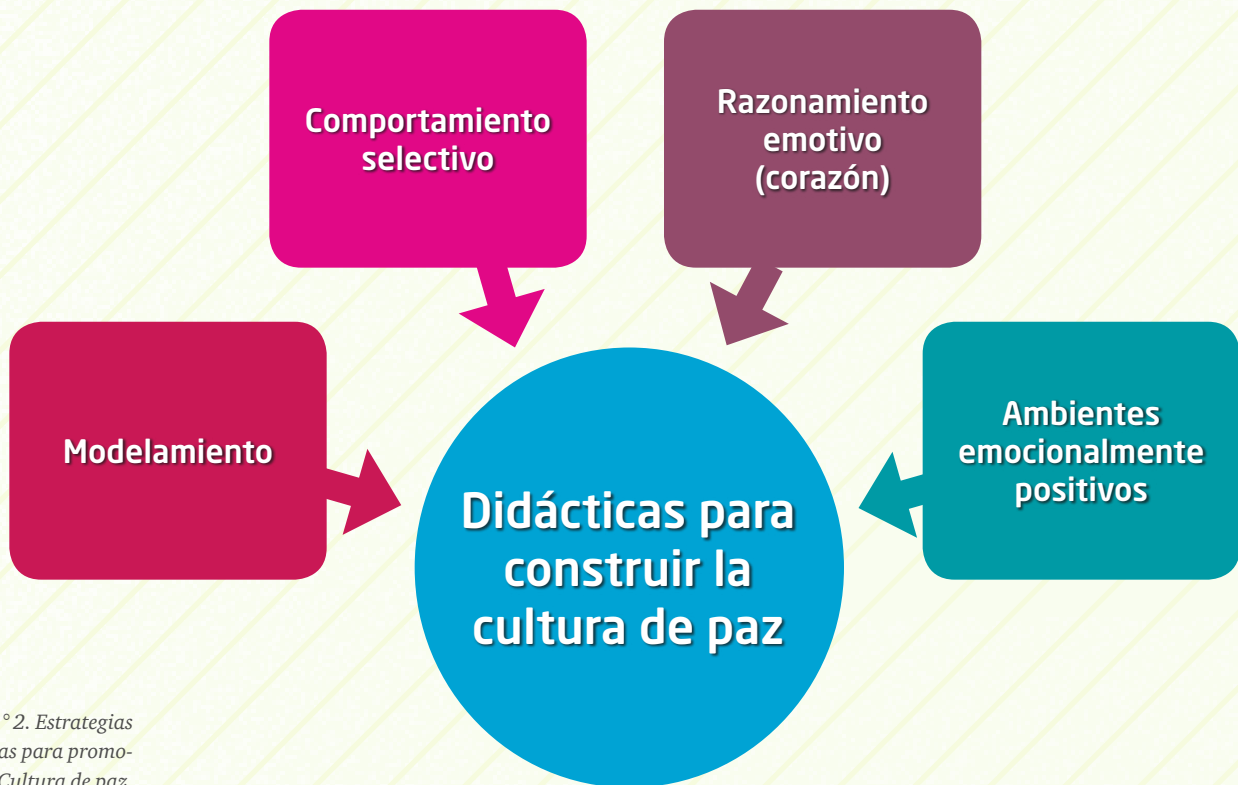 Comportamiento
selectivo
Razonamiento
emotivo
(corazón)
Modelamiento
Ambientes
emocionalmente
positivos
Didácticas para
construir la
cultura de paz
° 2. Estrategias
as para promo-
Cultura de paz